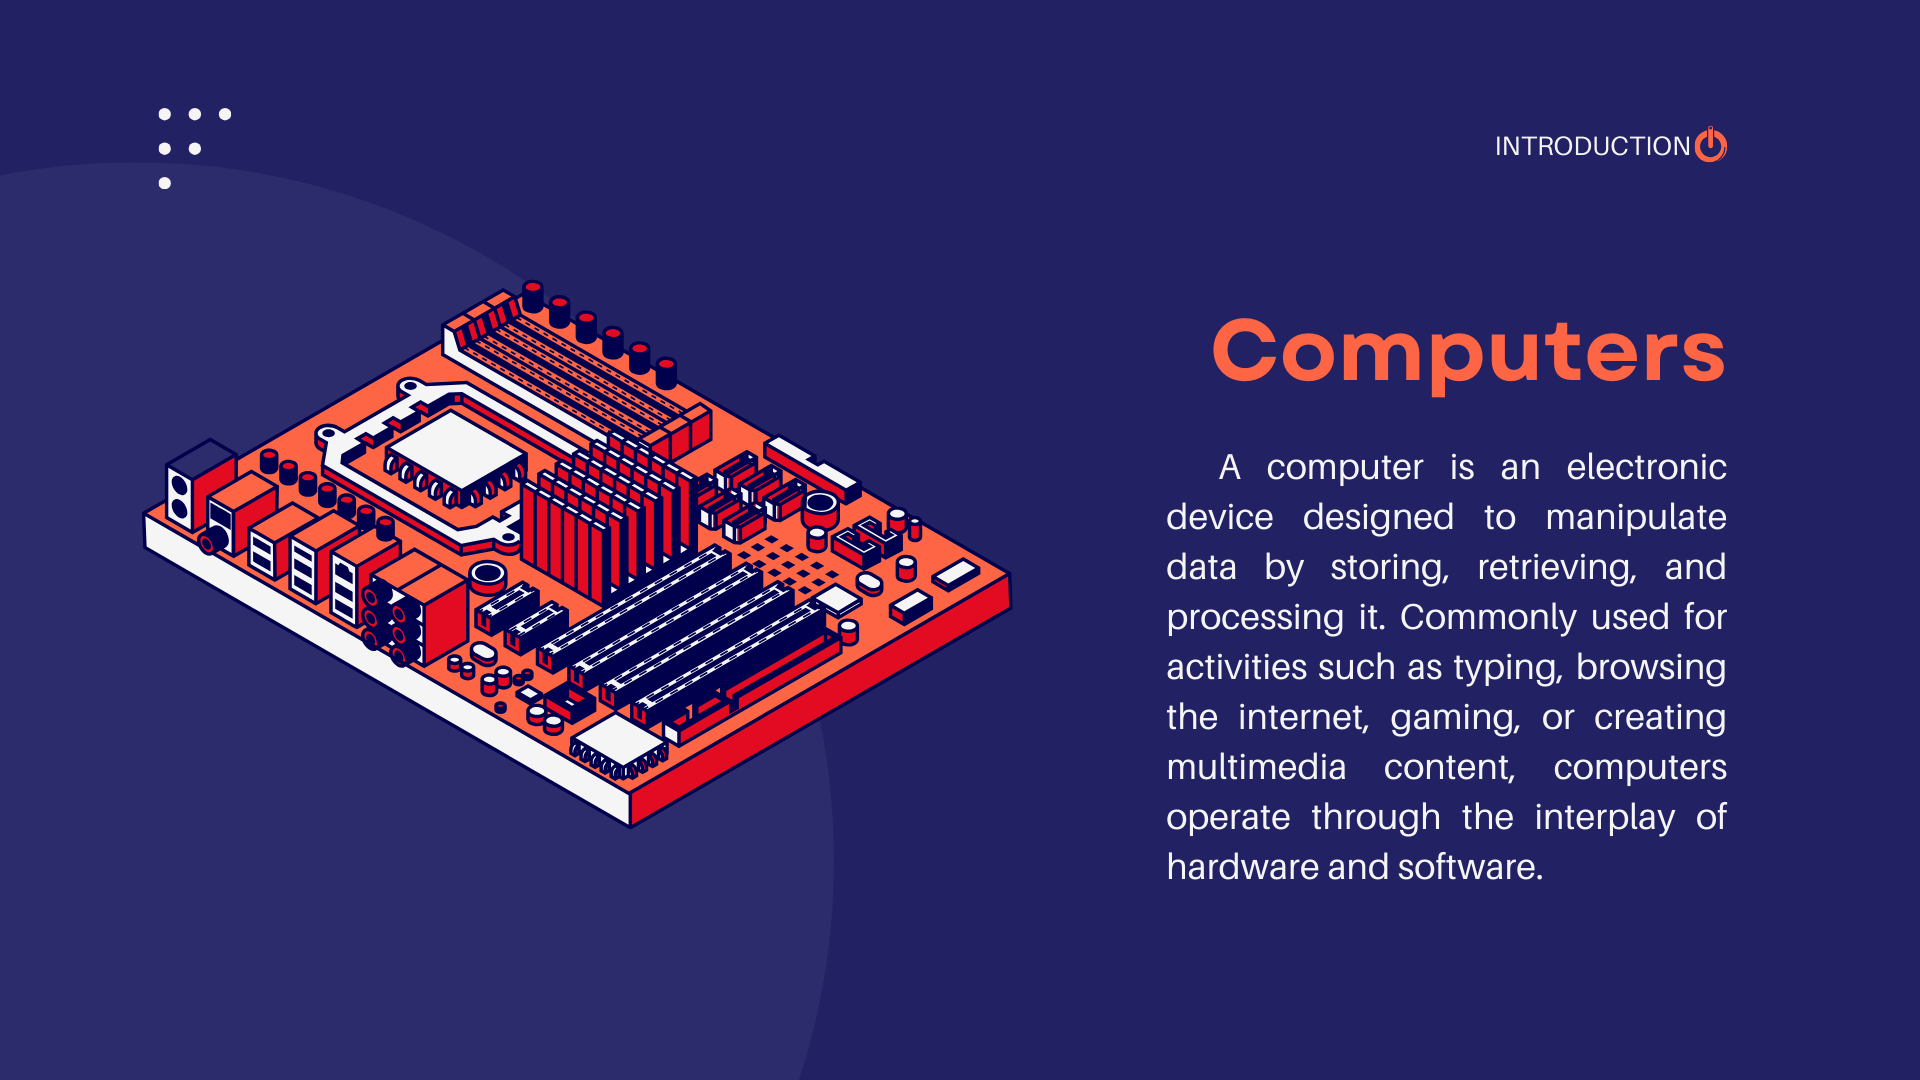 INTRODUCTION
Computers
A computer is an electronic
device designed to manipulate
data by storing, retrieving, and
processing it. Commonly used for
activities such as typing, browsing
the internet, gaming, or creating
multimedia content, computers
operate through the interplay of
hardware and software.